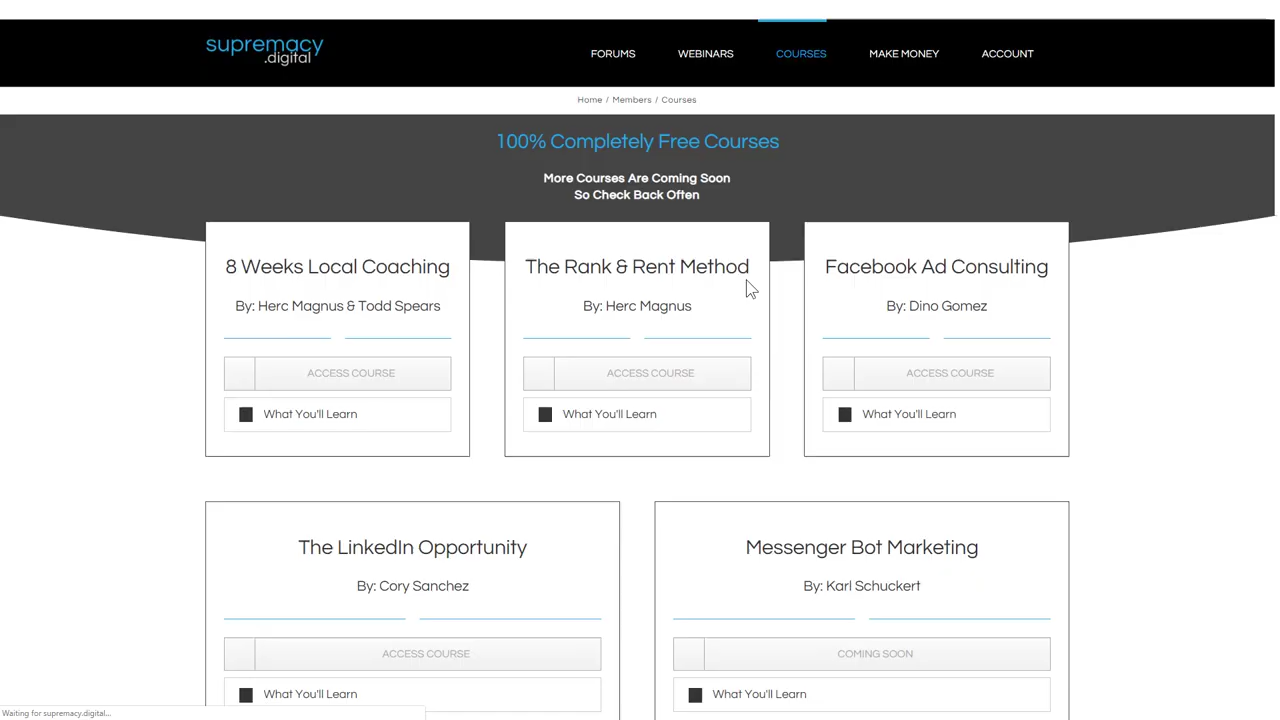 supremacy
.digital
FORUMS WEBINARS COURSES MAKE MONEY ACCOUNT
Home / Members / Courses
100% Completely Free Courses
More Courses Are Coming Soon
So Check Back Often
8 Weeks Local Coaching
By: Herc Magnus & Todd Spears
ACCESS COURSE
What You'll Learn
The Rank & Rent Method
By: Herc Magnus
ACCESS COURSE
What You'll Learn
Facebook Ad Consulting
By: Dino Gomez
ACCESS COURSE
What You'll Learn
The LinkedIn Opportunity
By: Cory Sanchez
ACCESS COURSE
What You'll Learn
Messenger Bot Marketing
By: Karl Schuckert
COMING SOON
What You'll Learn
Waiting for supremacy.digital...